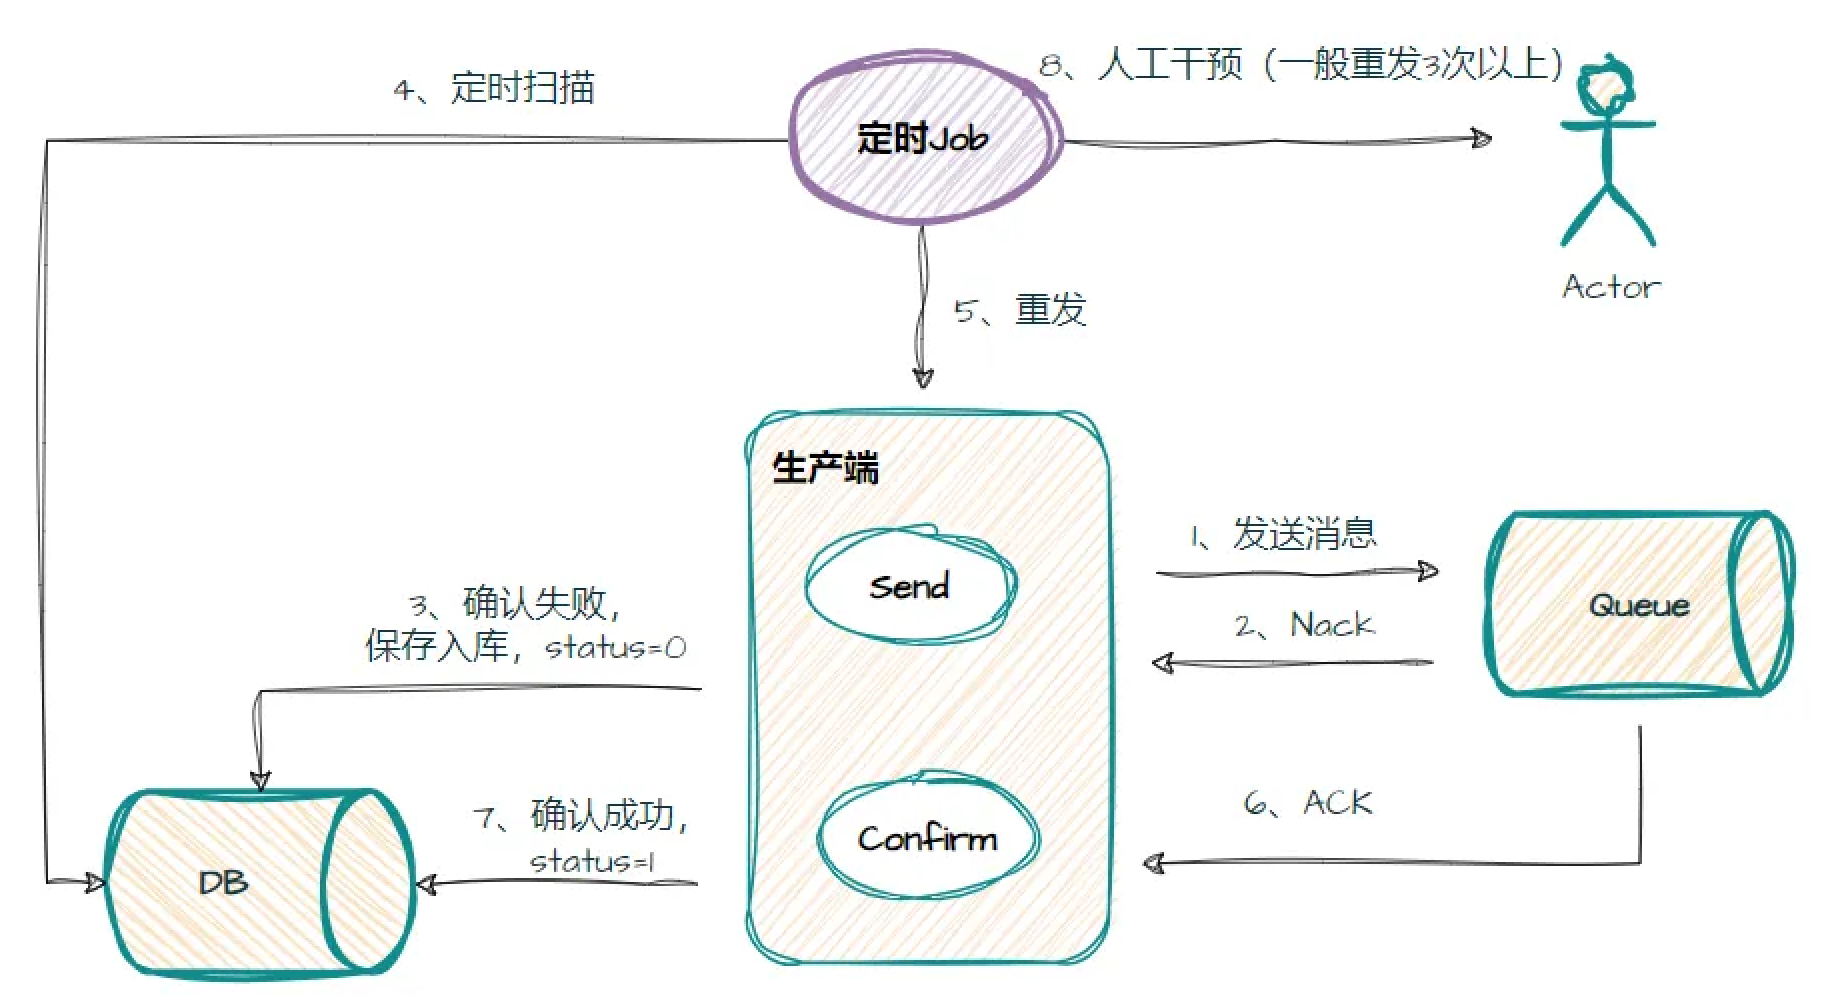 8、人工干预（一般重发3次以上）
4、定时扫描
定时Job
Actor
5、重发
生产端
1、发送消息
Send
3、确认失败，
保存入库，status=0
Queue
2、Nack
7、确认成功，
status=1
6、ACK
Confirm
DB